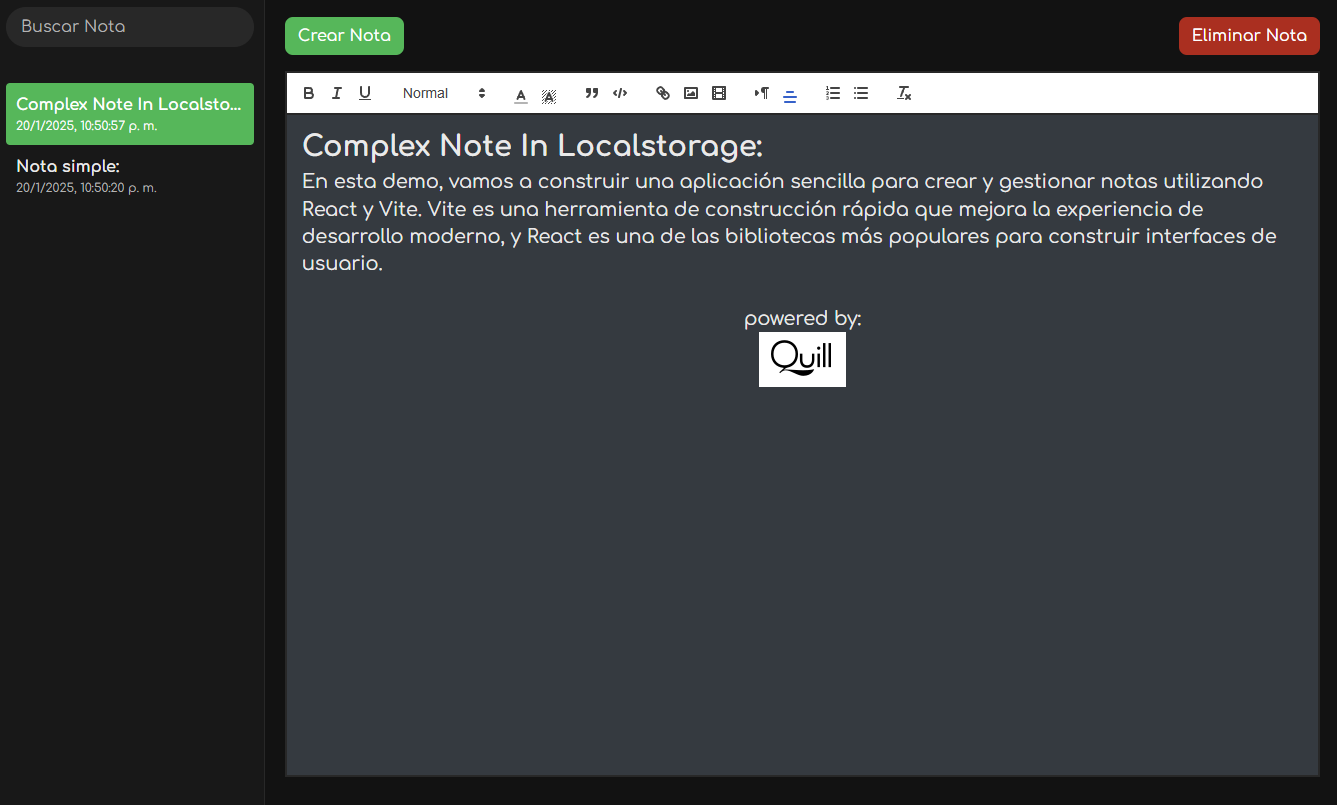 Buscar Nota
Crear Nota
Eliminar Nota
Complex Note In Localsto...
20/1/2025, 10:50:57 p. m.
Nota simple:
20/1/2025, 10:50:20 p. m.
Normal
Complex Note In Localstorage:
En esta demo, vamos a construir una aplicación sencilla para crear y gestionar notas utilizando
React y Vite. Vite es una herramienta de construcción rápida que mejora la experiencia de
desarrollo moderno, y React es una de las bibliotecas más populares para construir interfaces de
usuario.
powered by:
Quill